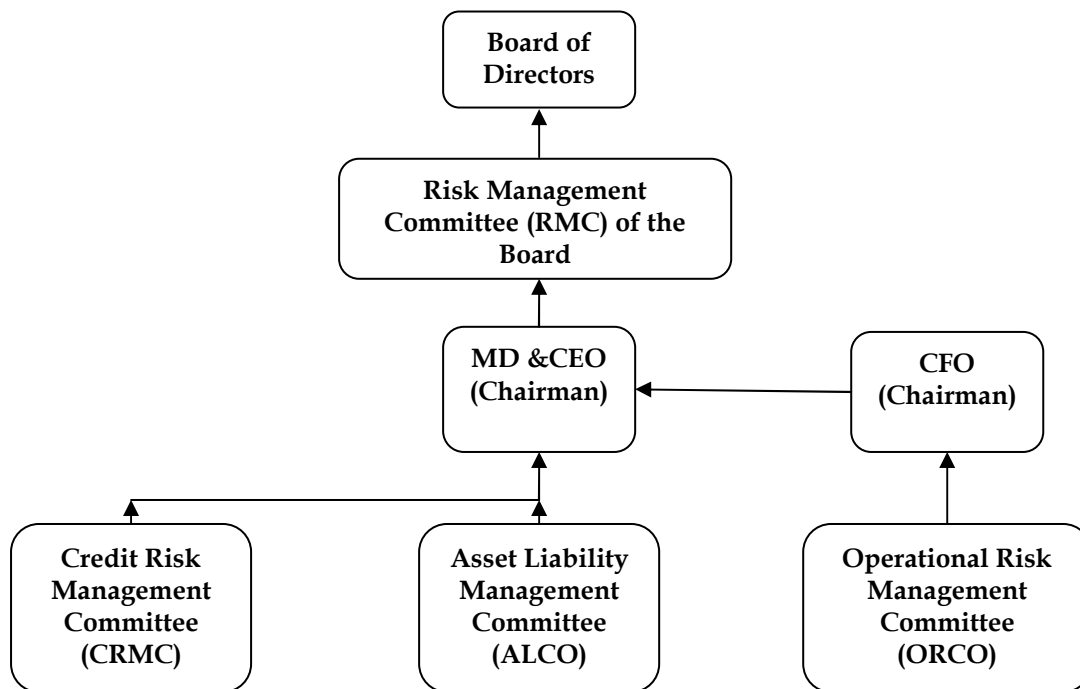 Board of
Directors
Risk Management
Committee (RMC) of the
Board
MD &CEO
(Chairman)
CFO
(Chairman)
Credit Risk
Management
Committee
(CRMC)
Asset Liability
Management
Committee
(ALCO)
Operational Risk
Management
Committee
(ORCO)